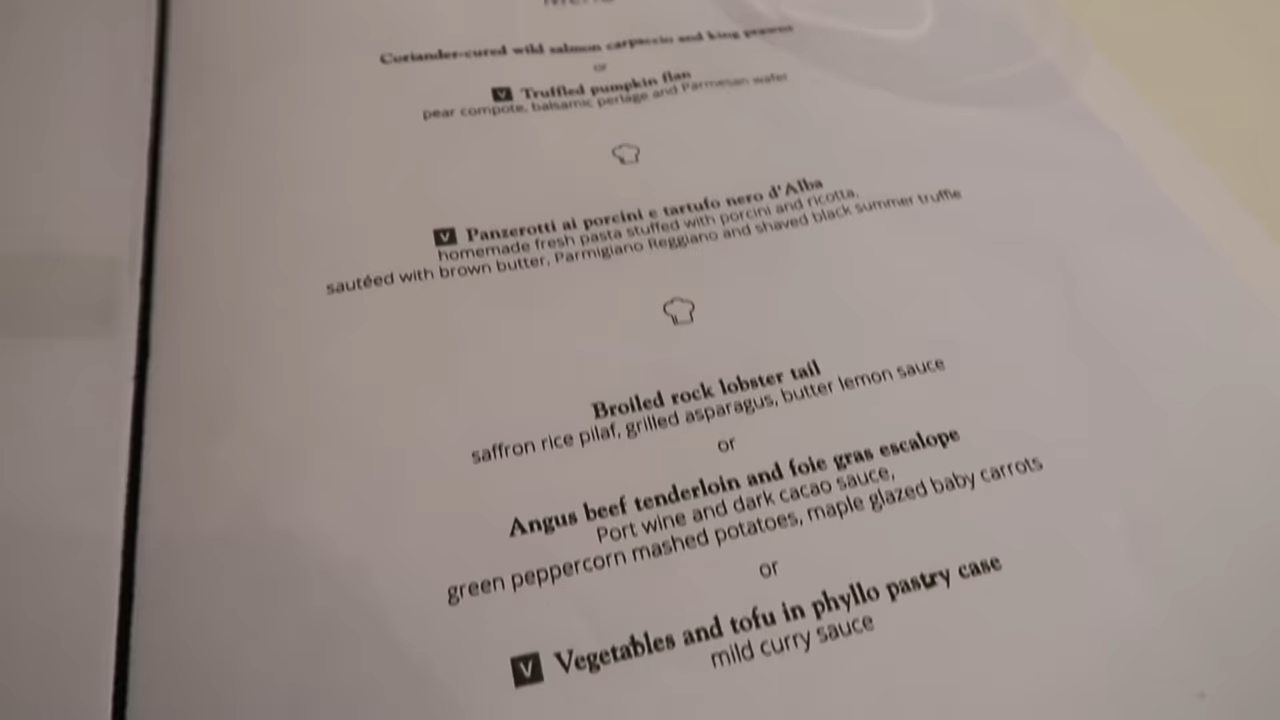 Coriander-cured wild salmon carpaccio and king prawns
or
V Truffled pumpkin flan
pear compote, balsamic perlage and Parmesan wafer
V Panzerotti ai porcini e tartufo nero d'Alba
homemade fresh pasta stuffed with porcini and ricotta,
sautéed with brown butter, Parmigiano Reggiano and shaved black summer truffle
Broiled rock lobster tail
saffron rice pilaf, grilled asparagus, butter lemon sauce
or
Angus beef tenderloin and foie gras escalope
Port wine and dark cacao sauce,
green peppercorn mashed potatoes, maple glazed baby carrots
or
V Vegetables and tofu in phyllo pastry case
mild curry sauce